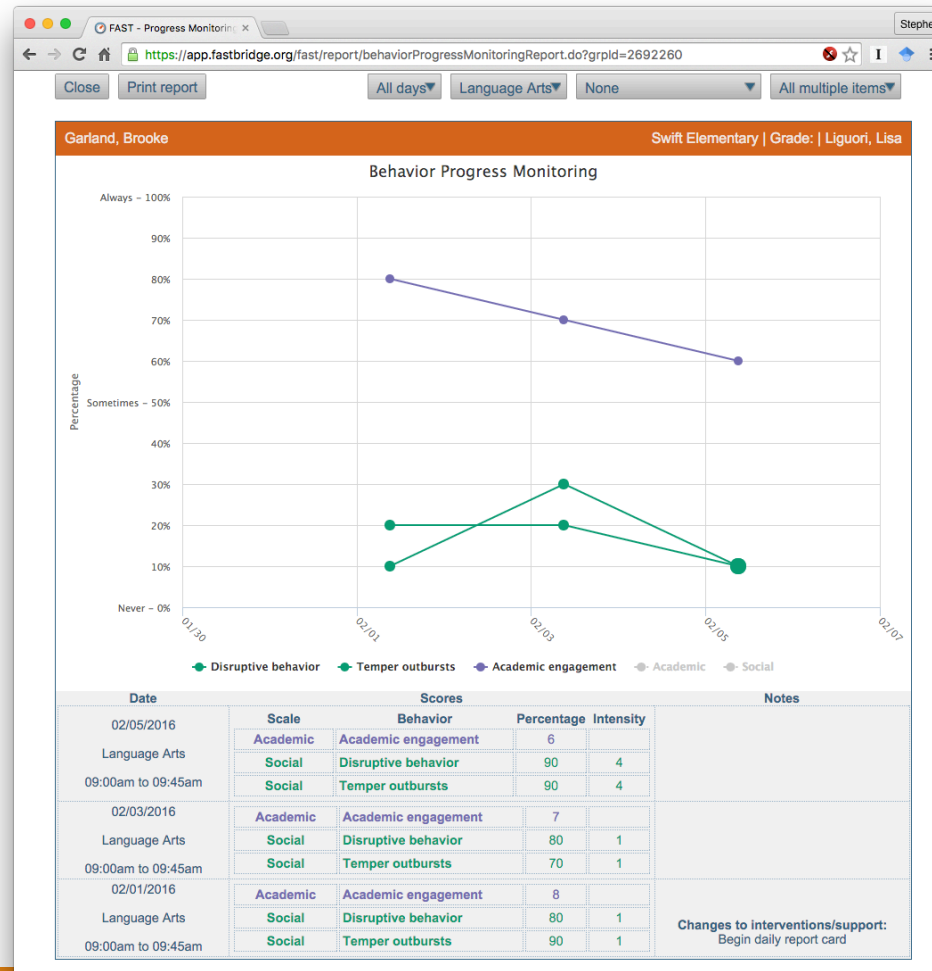 FAST - Progress Monitoring ×
Stephe
https://app.fastbridge.org/fast/report/behaviorProgressMonitoringReport.do?grpId=2692260
Close Print report All days Language Arts None All multiple items
Garland, Brooke Swift Elementary | Grade: | Liguori, Lisa
Behavior Progress Monitoring
Percentage
Always - 100%
90%
80%
70%
60%
Sometimes - 50%
40%
30%
20%
10%
Never - 0%
01/30 02/01 02/03 02/05 02/07
Disruptive behavior Temper outbursts Academic engagement Academic Social
Date Scores Notes
02/05/2016
Language Arts
09:00am to 09:45am
Scale Behavior Percentage Intensity
Academic Academic engagement 6
Social Disruptive behavior 90 4
Social Temper outbursts 90 4
02/03/2016
Language Arts
09:00am to 09:45am
Academic Academic engagement 7
Social Disruptive behavior 80 1
Social Temper outbursts 70 1
02/01/2016
Language Arts
09:00am to 09:45am
Academic Academic engagement 8
Social Disruptive behavior 80 1
Social Temper outbursts 90 1
Changes to interventions/support:
Begin daily report card